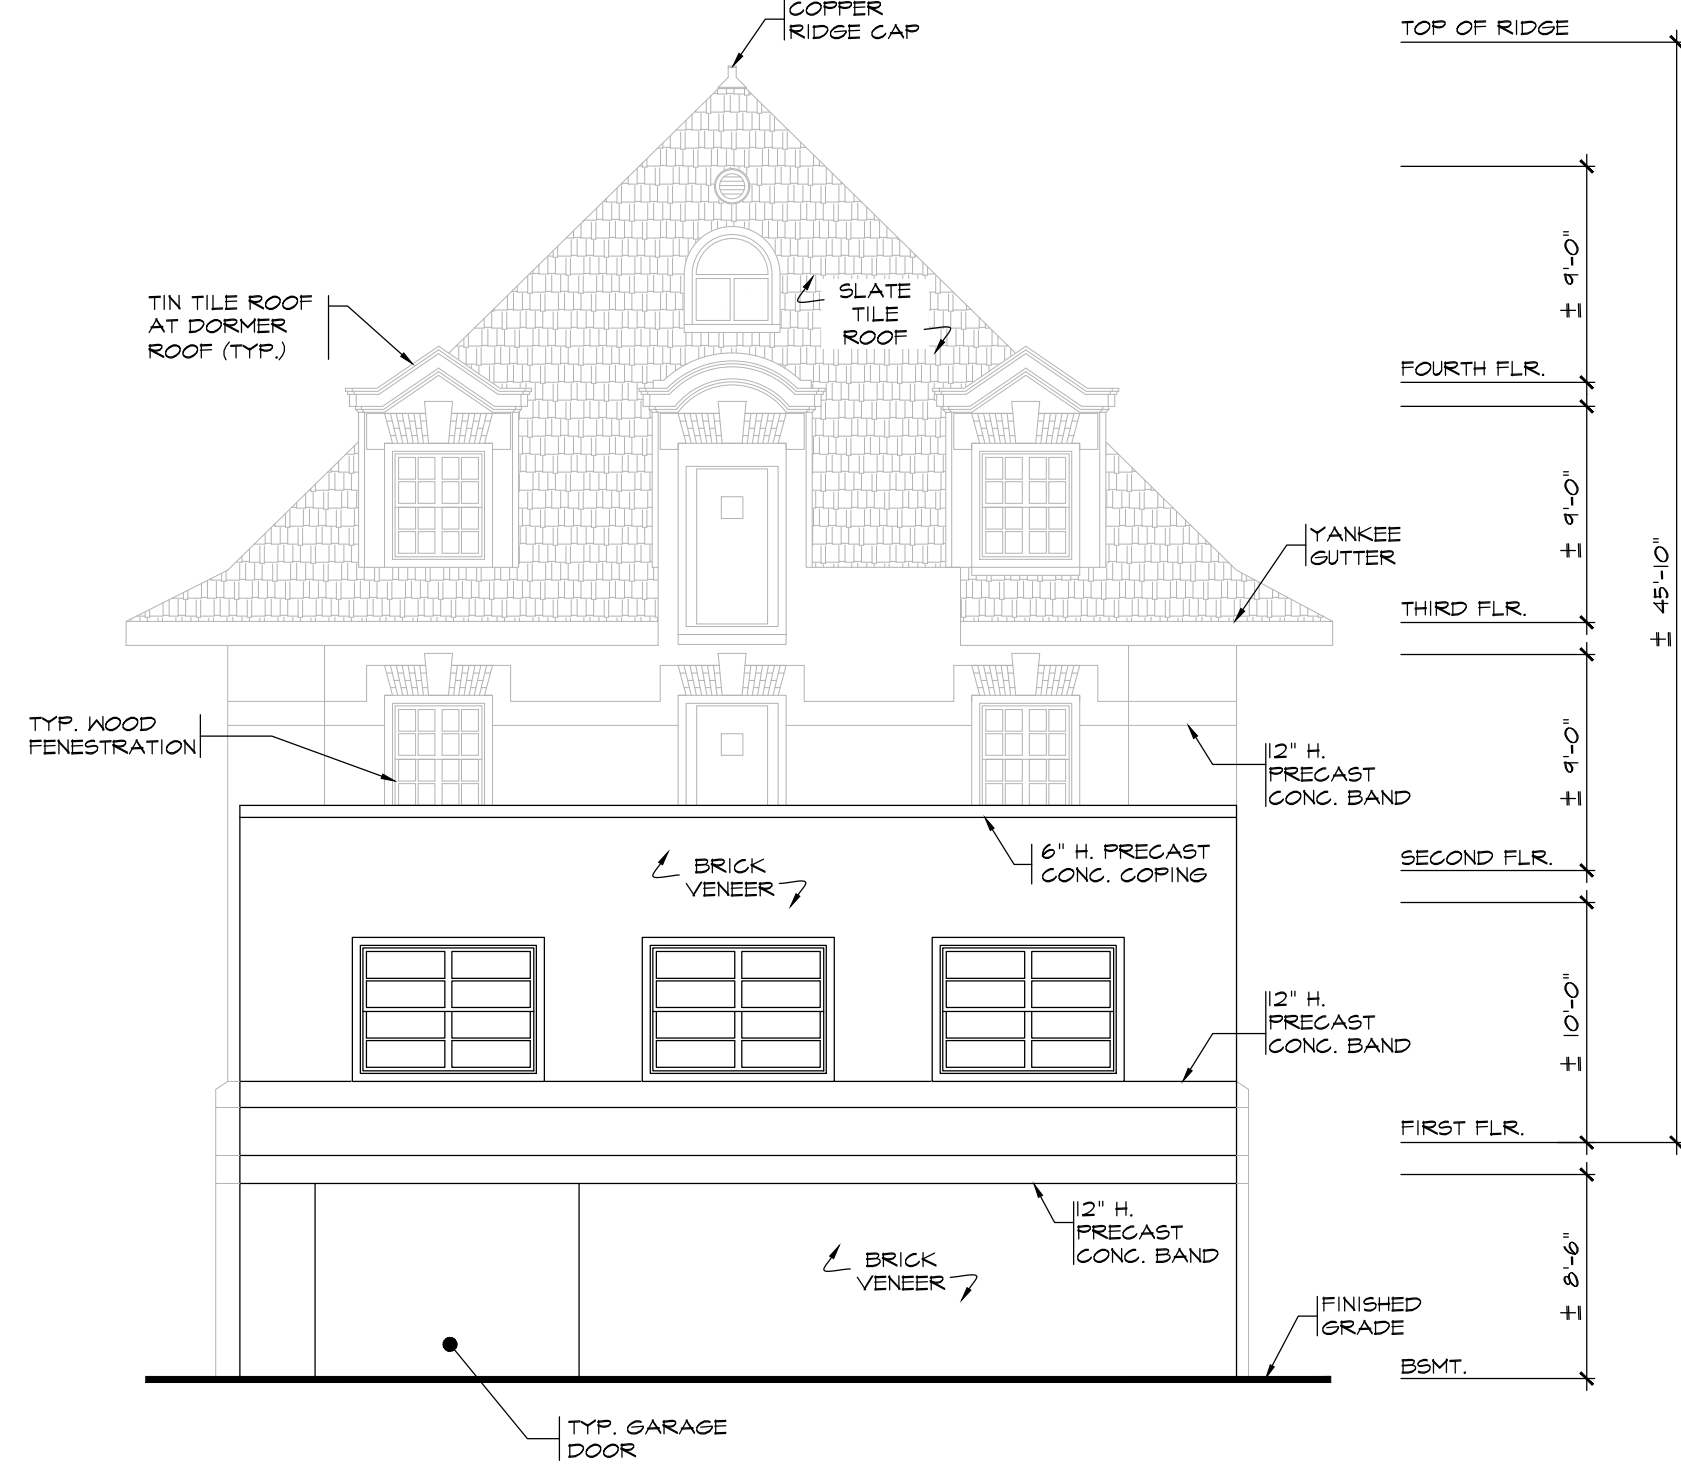 COPPER
RIDGE CAP
TOP OF RIDGE
± 9'-0"
TIN TILE ROOF
AT DORMER
ROOF (TYP.)
SLATE
TILE
ROOF
FOURTH FLR.
± 9'-0"
YANKEE
GUTTER
± 45'-10"
THIRD FLR.
TYP. WOOD
FENESTRATION
12" H.
PRECAST
CONC. BAND
± 9'-0"
6" H. PRECAST
CONC. COPING
BRICK
VENEER
SECOND FLR.
12" H.
PRECAST
CONC. BAND
± 10'-0"
FIRST FLR.
12" H.
PRECAST
CONC. BAND
BRICK
VENEER
± 8'-6"
FINISHED
GRADE
BSMT.
TYP. GARAGE
DOOR